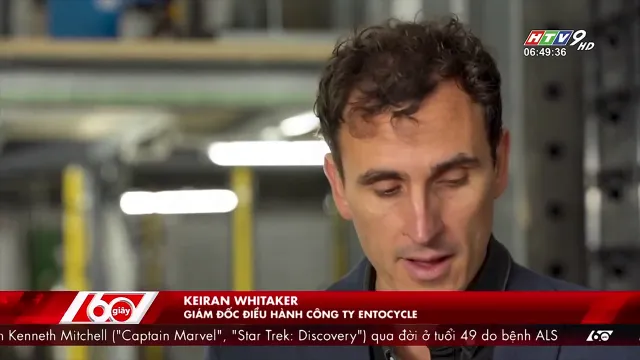 HTV9 HD
06:49:36
KEIRAN WHITAKER
GIÁM ĐỐC ĐIỀU HÀNH CÔNG TY ENTOCYCLE
60 giây
n Kenneth Mitchell ("Captain Marvel", "Star Trek: Discovery") qua đời ở tuổi 49 do bệnh ALS
60